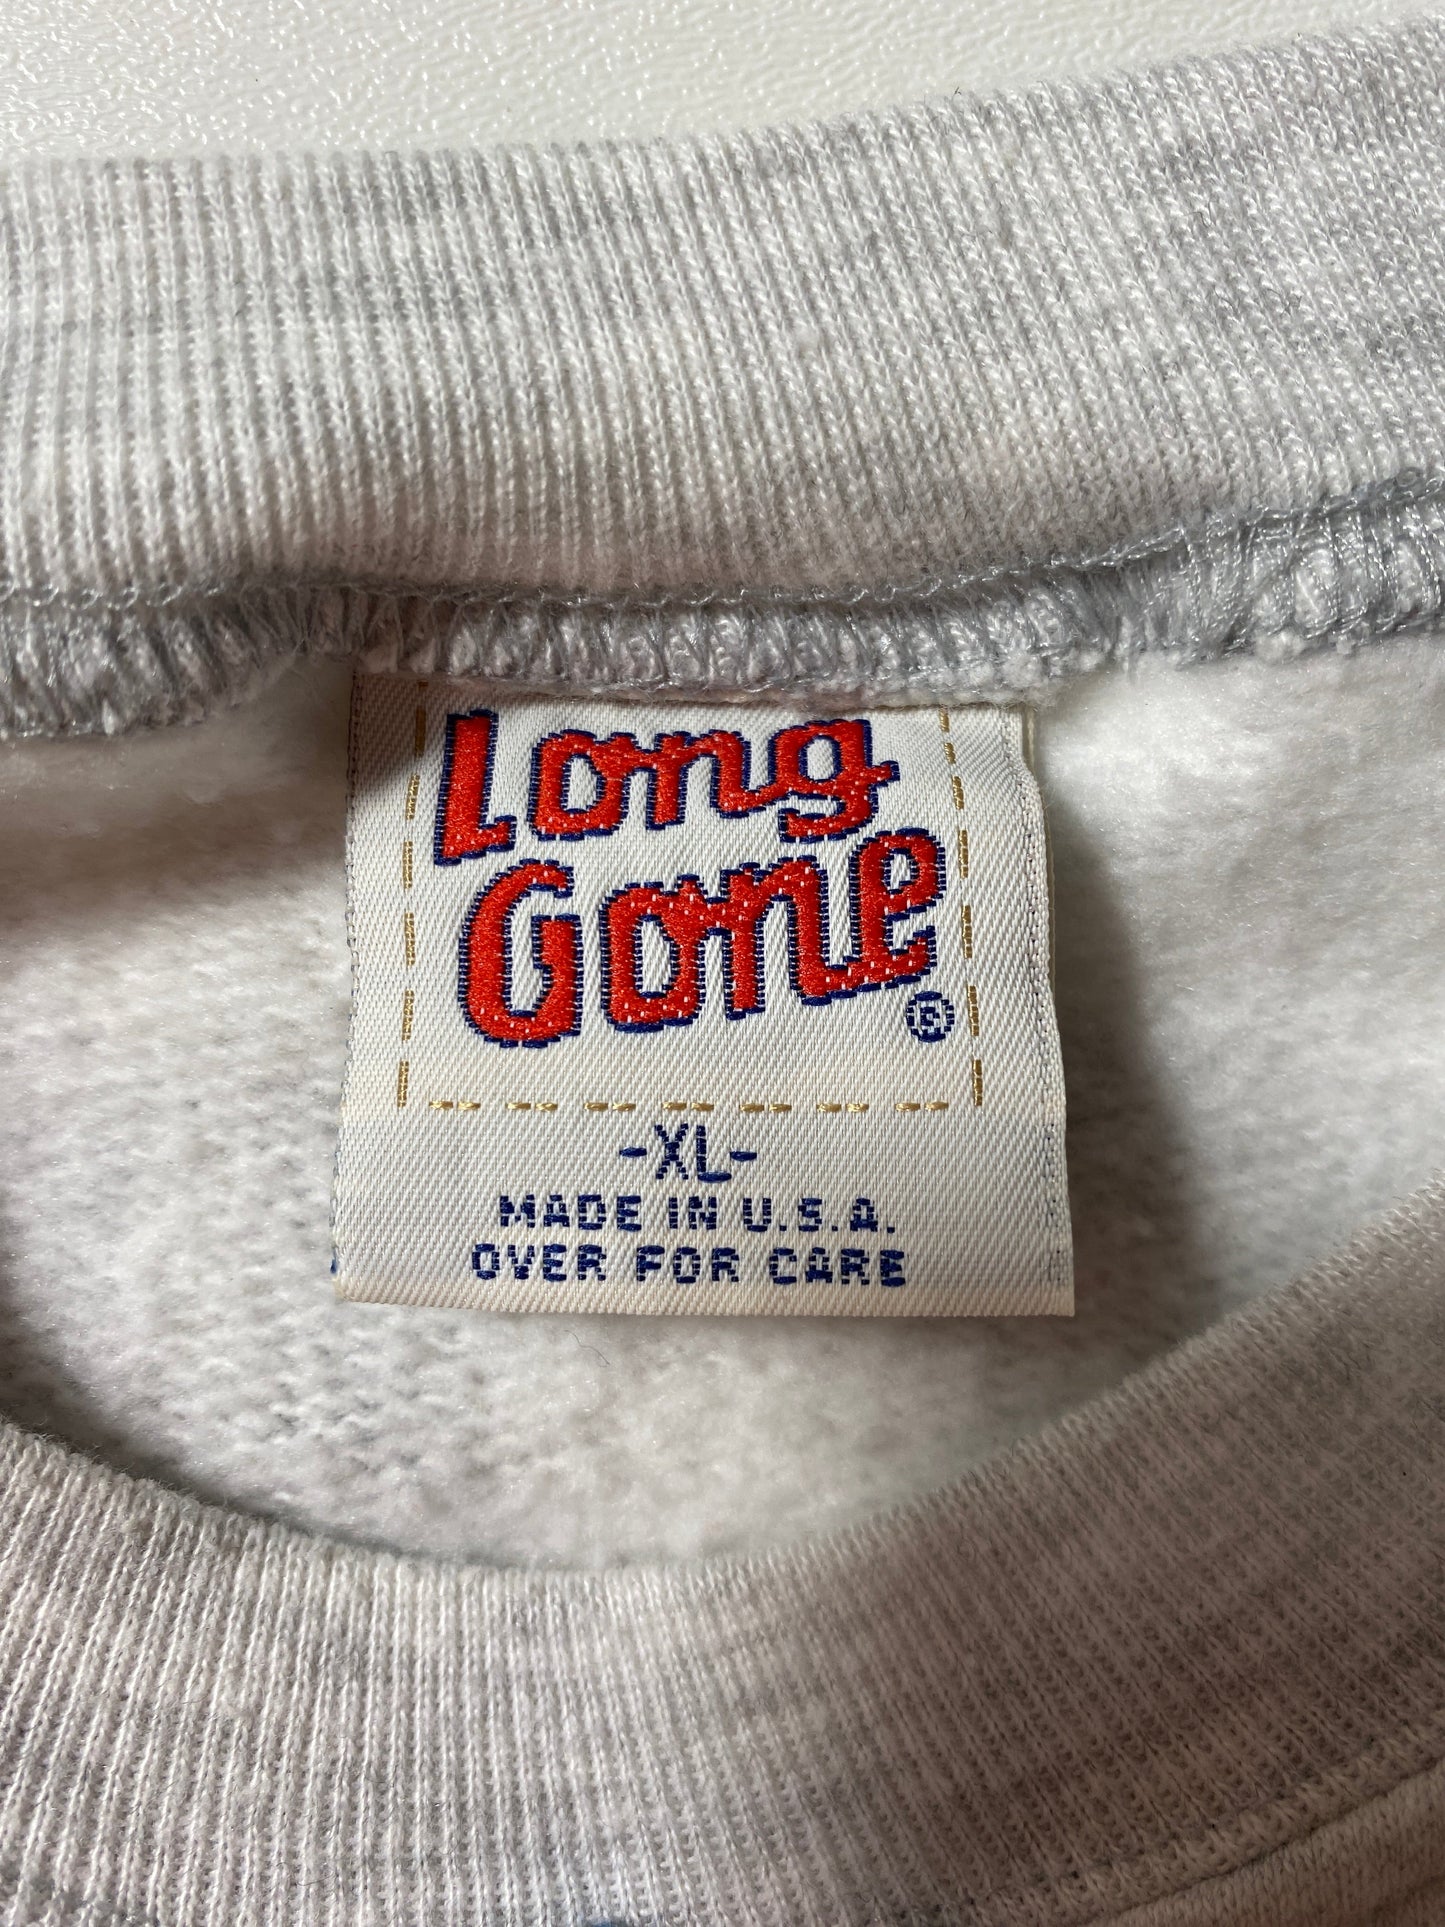 Long
Gone ®
-XL-
MADE IN U.S.A.
OVER FOR CARE